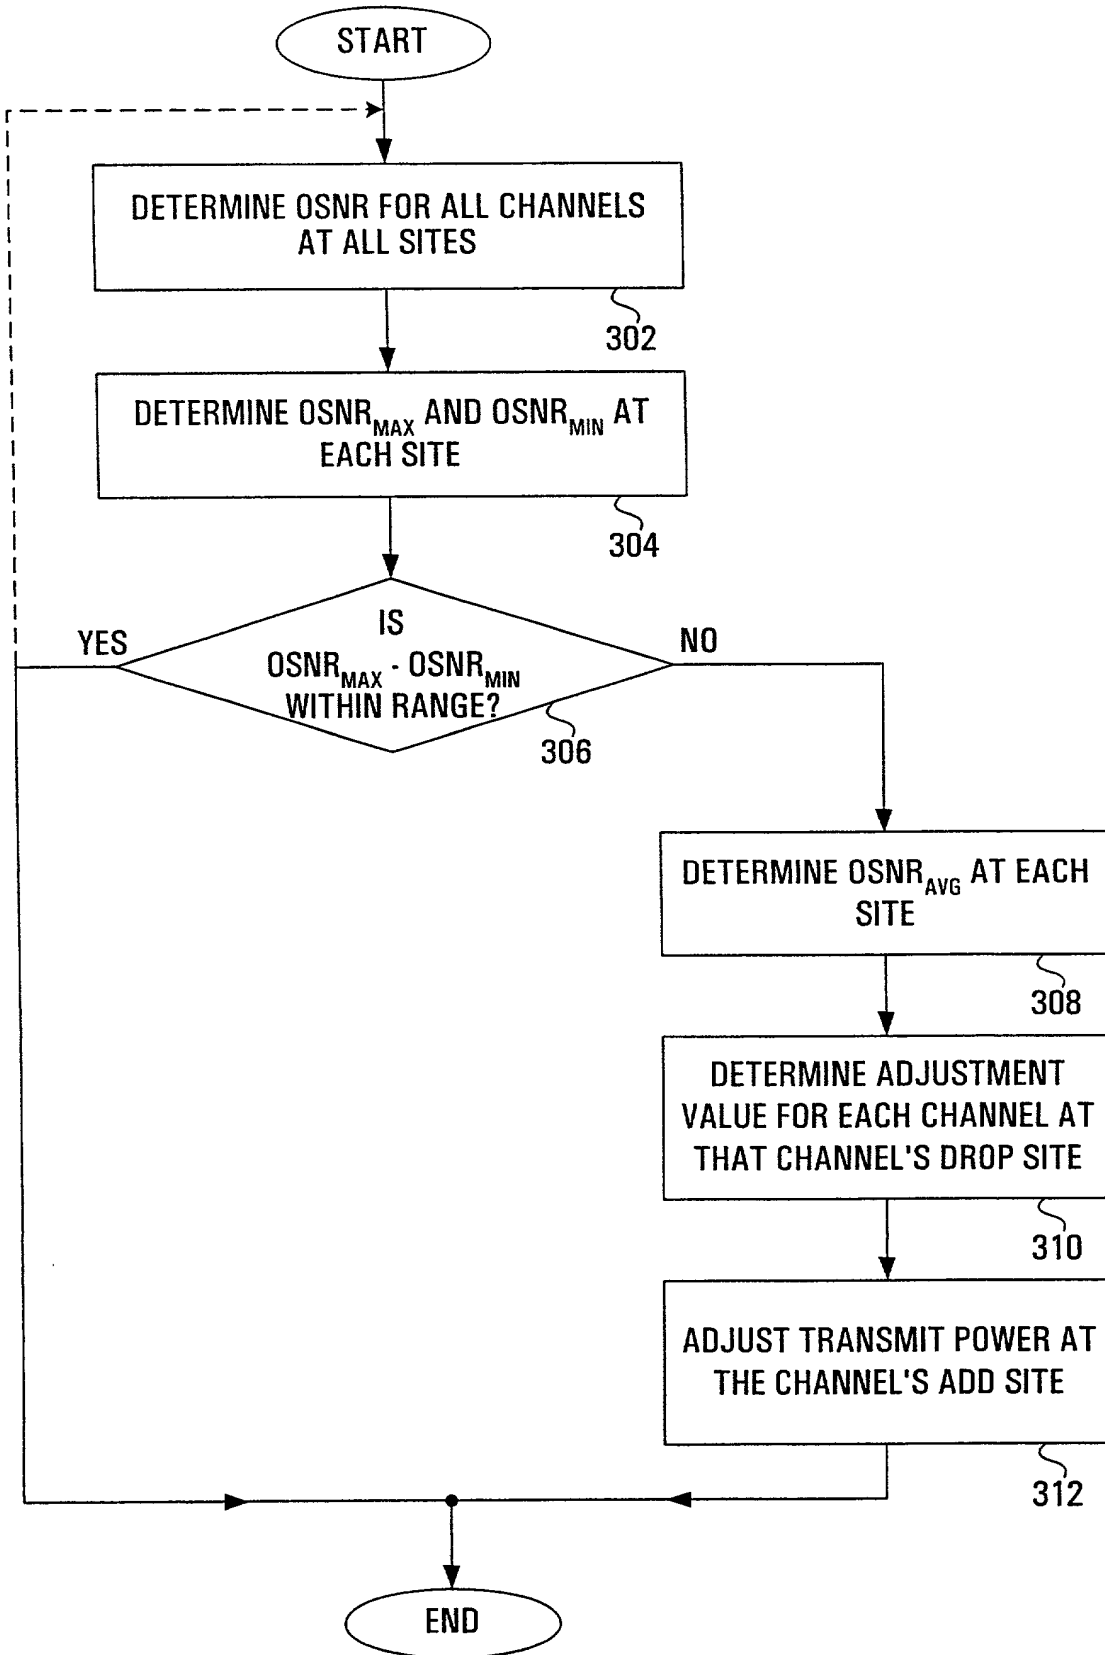 START
DETERMINE OSNR FOR ALL CHANNELS
AT ALL SITES
302
DETERMINE OSNR_MAX AND OSNR_MIN AT
EACH SITE
304
YES
IS
OSNR_MAX - OSNR_MIN
WITHIN RANGE?
NO
306
DETERMINE OSNR_AVG AT EACH
SITE
308
DETERMINE ADJUSTMENT
VALUE FOR EACH CHANNEL AT
THAT CHANNEL'S DROP SITE
310
ADJUST TRANSMIT POWER AT
THE CHANNEL'S ADD SITE
312
END